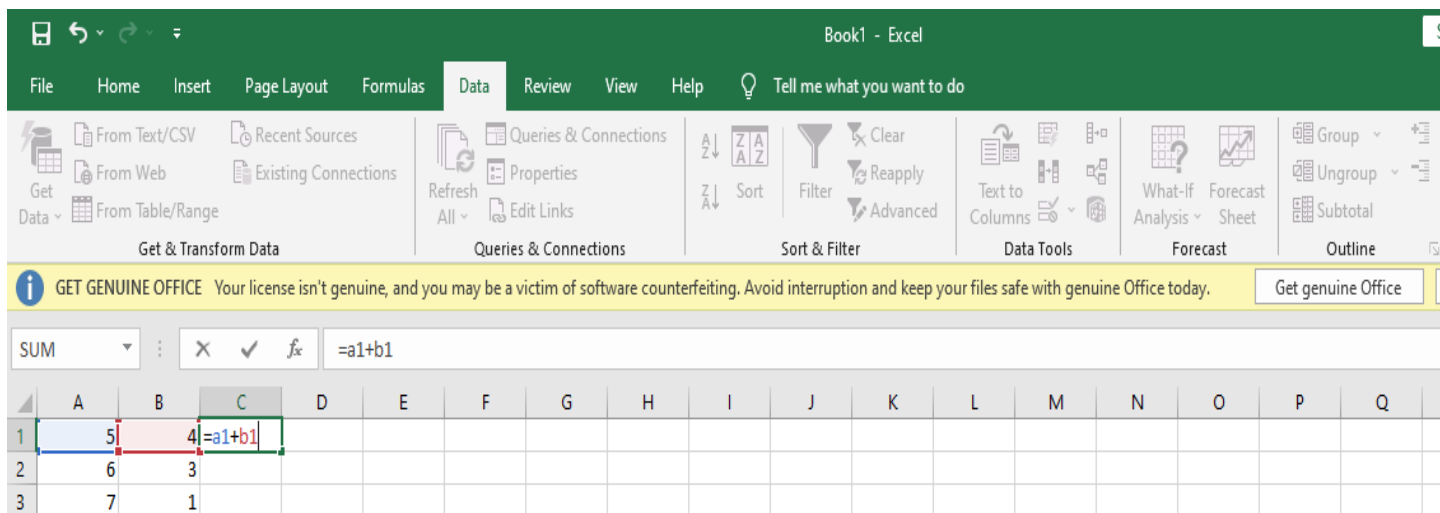 Book1 - Excel
File Home Insert Page Layout Formulas Data Review View Help Tell me what you want to do
From Text/CSV Recent Sources Queries & Connections Clear Group
From Web Existing Connections Properties Reapply Ungroup
Get Data From Table/Range Refresh All Edit Links Sort Filter Advanced Text to Columns What-If Analysis Forecast Sheet Subtotal
Get & Transform Data Queries & Connections Sort & Filter Data Tools Forecast Outline
GET GENUINE OFFICE Your license isn't genuine, and you may be a victim of software counterfeiting. Avoid interruption and keep your files safe with genuine Office today. Get genuine Office
SUM fx =a1+b1
A B C D E F G H I J K L M N O P Q
1 5 4 =a1+b1
2 6 3
3 7 1